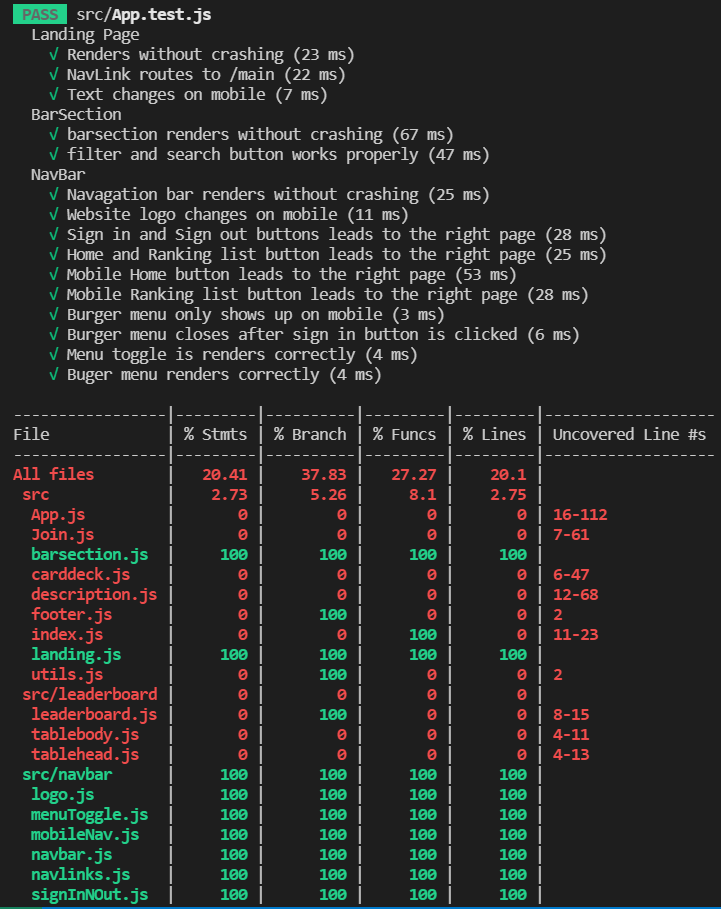 PASS src/App.test.js
Landing Page
√ Renders without crashing (23 ms)
√ NavLink routes to /main (22 ms)
√ Text changes on mobile (7 ms)
BarSection
√ barsection renders without crashing (67 ms)
√ filter and search button works properly (47 ms)
NavBar
√ Navagation bar renders without crashing (25 ms)
√ Website logo changes on mobile (11 ms)
√ Sign in and Sign out buttons leads to the right page (28 ms)
√ Home and Ranking list button leads to the right page (25 ms)
√ Mobile Home button leads to the right page (53 ms)
√ Mobile Ranking list button leads to the right page (28 ms)
√ Burger menu only shows up on mobile (3 ms)
√ Burger menu closes after sign in button is clicked (6 ms)
√ Menu toggle is renders correctly (4 ms)
√ Buger menu renders correctly (4 ms)
-----------------|---------|----------|---------|---------|-------------------
File | % Stmts | % Branch | % Funcs | % Lines | Uncovered Line #s
-----------------|---------|----------|---------|---------|-------------------
All files | 20.41 | 37.83 | 27.27 | 20.1 |
src | 2.73 | 5.26 | 8.1 | 2.75 |
App.js | 0 | 0 | 0 | 0 | 16-112
Join.js | 0 | 0 | 0 | 0 | 7-61
barsection.js | 100 | 100 | 100 | 100 |
carddeck.js | 0 | 0 | 0 | 0 | 6-47
description.js | 0 | 0 | 0 | 0 | 12-68
footer.js | 0 | 100 | 0 | 0 | 2
index.js | 0 | 0 | 100 | 0 | 11-23
landing.js | 100 | 100 | 100 | 100 |
utils.js | 0 | 100 | 0 | 0 | 2
src/leaderboard | 0 | 0 | 0 | 0 |
leaderboard.js | 0 | 100 | 0 | 0 | 8-15
tablebody.js | 0 | 0 | 0 | 0 | 4-11
tablehead.js | 0 | 0 | 0 | 0 | 4-13
src/navbar | 100 | 100 | 100 | 100 |
logo.js | 100 | 100 | 100 | 100 |
menuToggle.js | 100 | 100 | 100 | 100 |
mobileNav.js | 100 | 100 | 100 | 100 |
navbar.js | 100 | 100 | 100 | 100 |
navlinks.js | 100 | 100 | 100 | 100 |
signInNOut.js | 100 | 100 | 100 | 100 |